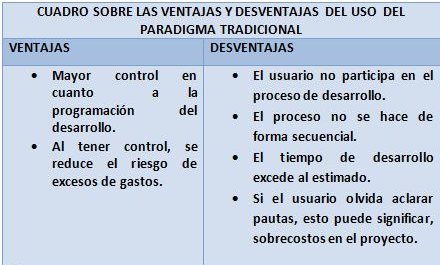 CUADRO SOBRE LAS VENTAJAS Y DESVENTAJAS DEL USO DEL
PARADIGMA TRADICIONAL
VENTAJAS
• Mayor control en
cuanto a la
programación del
desarrollo.
• Al tener control, se
reduce el riesgo de
excesos de gastos.
DESVENTAJAS
• El usuario no participa en el
proceso de desarrollo.
• El proceso no se hace de
forma secuencial.
• El tiempo de desarrollo
excede al estimado.
• Si el usuario olvida aclarar
pautas, esto puede significar,
sobrecostos en el proyecto.